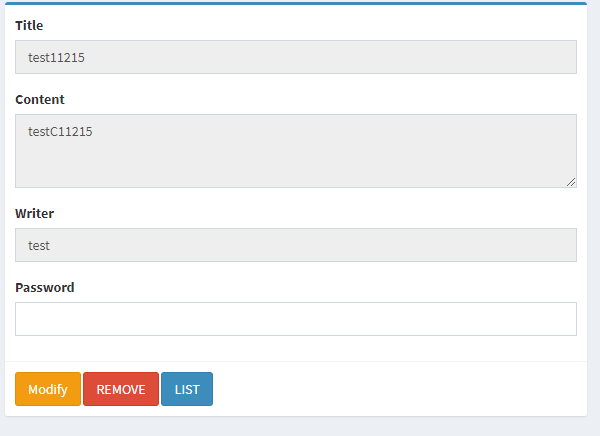 Title
test11215
Content
testC11215
Writer
test
Password
Modify REMOVE LIST